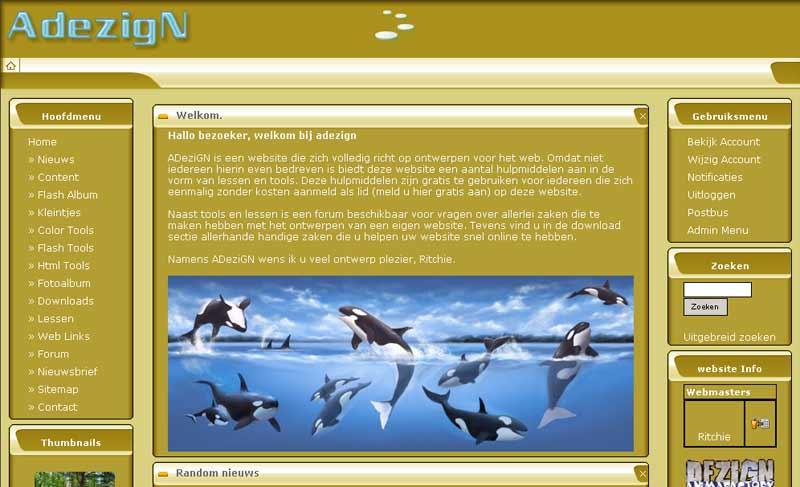 AdezigN
Hoofdmenu
Home
» Nieuws
» Content
» Flash Album
» Kleintjes
» Color Tools
» Flash Tools
» Html Tools
» Fotoalbum
» Downloads
» Lessen
» Web Links
» Forum
» Nieuwsbrief
» Sitemap
» Contact
Thumbnails
Welkom.
Hallo bezoeker, welkom bij adezign
ADeziGN is een website die zich volledig richt op ontwerpen voor het web. Omdat niet
iedereen hierin even bedreven is biedt deze website een aantal hulpmiddelen aan in de
vorm van lessen en tools. Deze hulpmiddelen zijn gratis te gebruiken voor iedereen die zich
eenmalig zonder kosten aanmeld als lid (meld u hier gratis aan) op deze website.
Naast tools en lessen is een forum beschikbaar voor vragen over allerlei zaken die te
maken hebben met het ontwerpen van een eigen website. Tevens vind u in de download
sectie allerhande handige zaken die u helpen uw website snel online te hebben.
Namens ADeziGN wens ik u veel ontwerp plezier, Ritchie.
Random nieuws
Gebruiksmenu
Bekijk Account
Wijzig Account
Notificaties
Uitloggen
Postbus
Admin Menu
Zoeken
Zoeken
Uitgebreid zoeken
website Info
Webmasters
Ritchie
DEZIGN